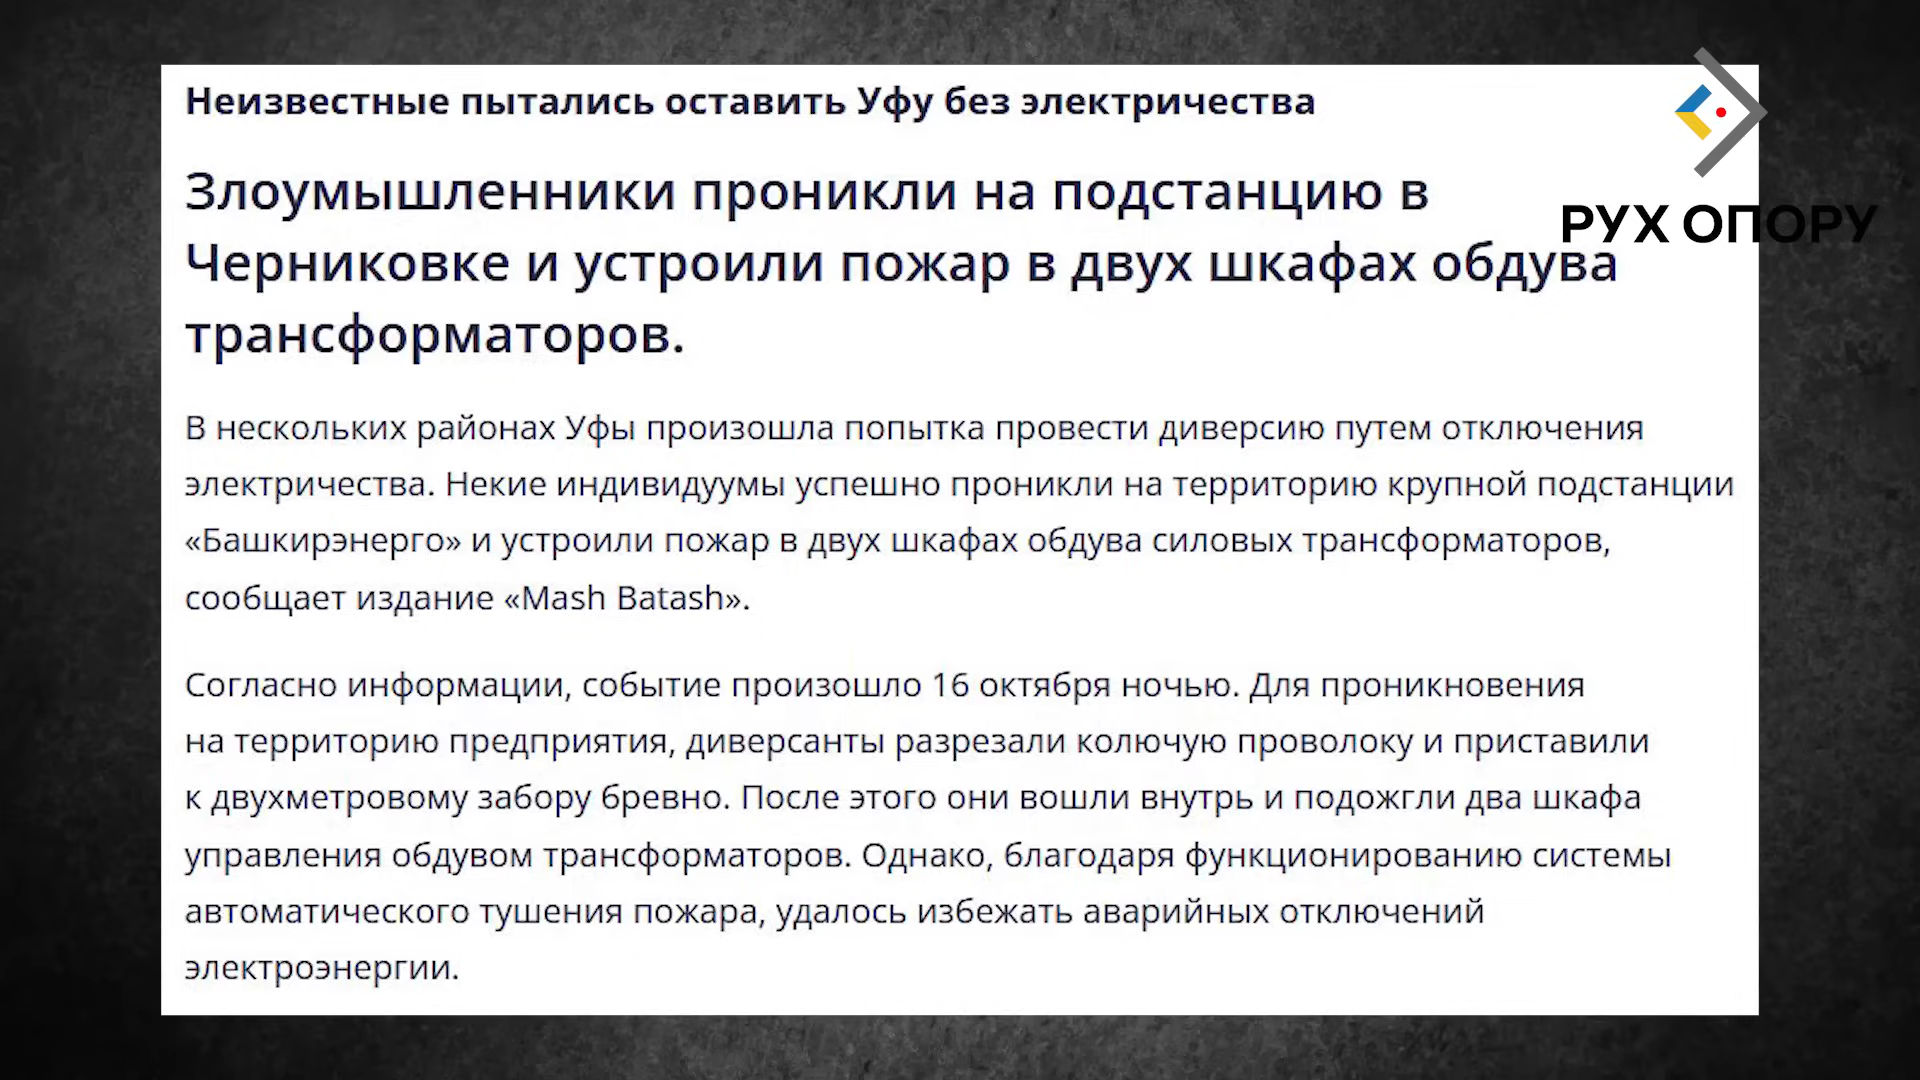 Неизвестные пытались оставить Уфу без электричества
РУХ ОПОРУ
Злоумышленники проникли на подстанцию в
Черниковке и устроили пожар в двух шкафах обдува
трансформаторов.
В нескольких районах Уфы произошла попытка провести диверсию путем отключения
электричества. Некие индивидуумы успешно проникли на территорию крупной подстанции
«Башкирэнерго» и устроили пожар в двух шкафах обдува силовых трансформаторов,
сообщает издание «Mash Batash».
Согласно информации, событие произошло 16 октября ночью. Для проникновения
на территорию предприятия, диверсанты разрезали колючую проволоку и приставили
к двухметровому забору бревно. После этого они вошли внутрь и подожгли два шкафа
управления обдувом трансформаторов. Однако, благодаря функционированию системы
автоматического тушения пожара, удалось избежать аварийных отключений
электроэнергии.